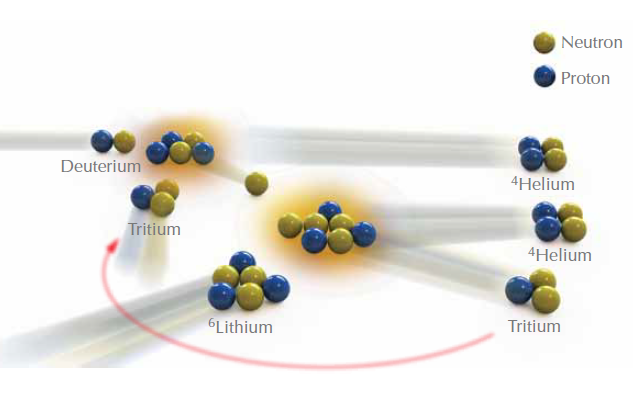 Neutron
Proton
Deuterium
⁴Helium
Tritium
⁴Helium
⁶Lithium
Tritium